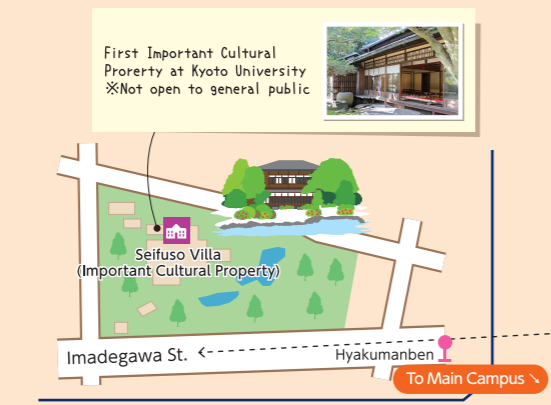 First Important Cultural
Prorerty at Kyoto University
※Not open to general public
Seifuso Villa
(Important Cultural Property)
Imadegawa St.
Hyakumanben
To Main Campus ↘